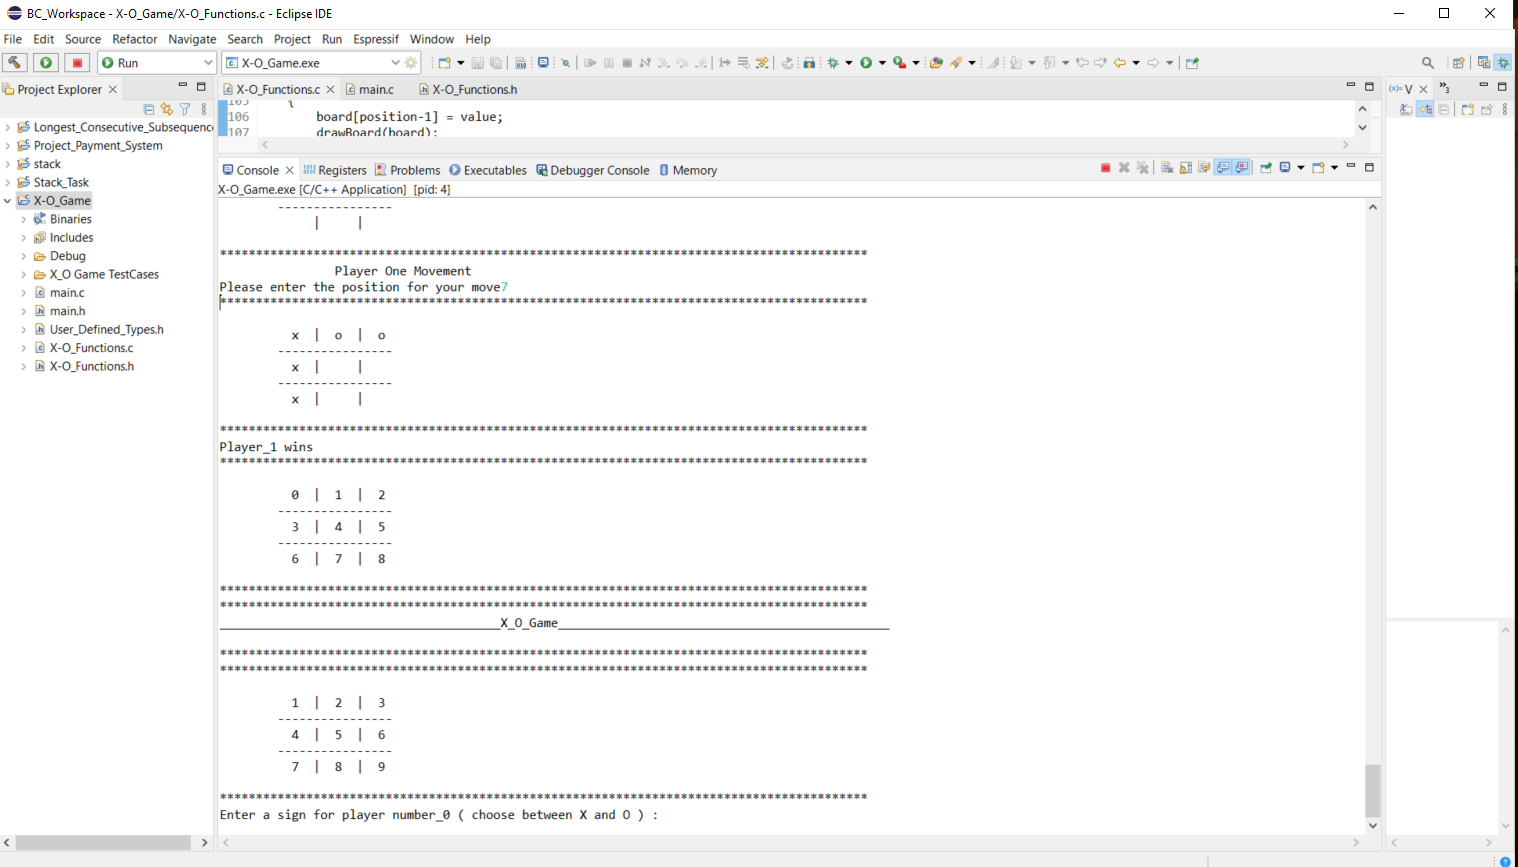 BC_Workspace - X-O_Game/X-O_Functions.c - Eclipse IDE
File Edit Source Refactor Navigate Search Project Run Espressif Window Help
Run X-O_Game.exe
Project Explorer
Longest_Consecutive_Subsequenc
Project_Payment_System
stack
Stack_Task
X-O_Game
Binaries
Includes
Debug
X_O Game TestCases
main.c
main.h
User_Defined_Types.h
X-O_Functions.c
X-O_Functions.h
X-O_Functions.c main.c X-O_Functions.h
105 {
106 board[position-1] = value;
107 drawBoard(board);
(x)= V »3
Console Registers Problems Executables Debugger Console Memory
X-O_Game.exe [C/C++ Application] [pid: 4]
----------------
| |
******************************************************************************************
Player One Movement
Please enter the position for your move7
******************************************************************************************
x | o | o
----------------
x | |
----------------
x | |
******************************************************************************************
Player_1 wins
******************************************************************************************
0 | 1 | 2
----------------
3 | 4 | 5
----------------
6 | 7 | 8
******************************************************************************************
******************************************************************************************
_______________________________________X_O_Game______________________________________________
******************************************************************************************
******************************************************************************************
1 | 2 | 3
----------------
4 | 5 | 6
----------------
7 | 8 | 9
******************************************************************************************
Enter a sign for player number_0 ( choose between X and O ) :